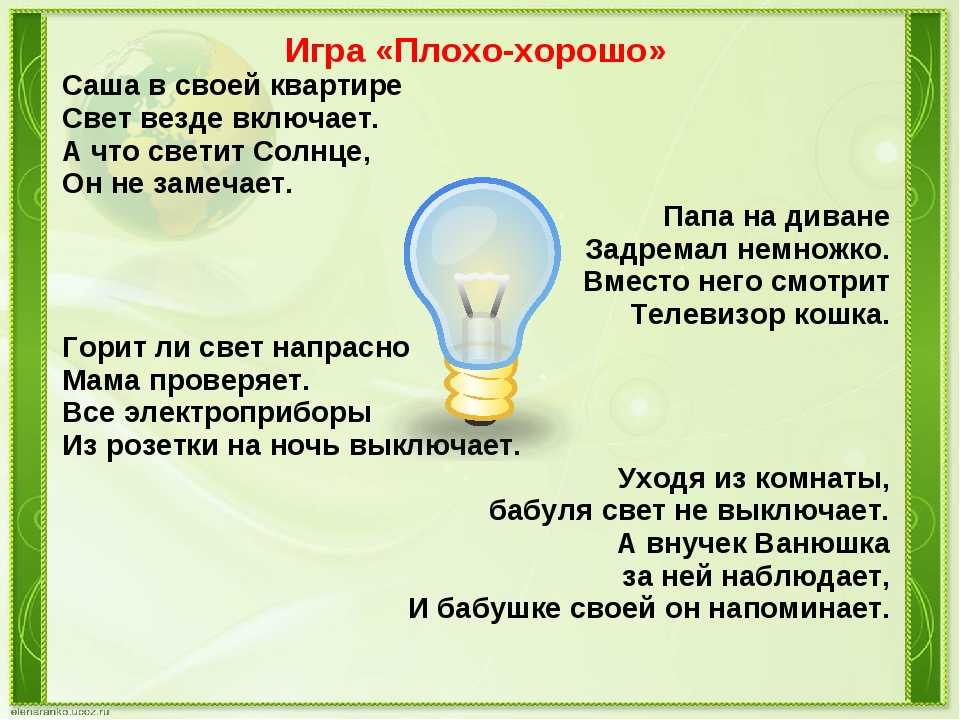 Игра «Плохо-хорошо»
Саша в своей квартире
Свет везде включает.
А что светит Солнце,
Он не замечает.
Папа на диване
Задремал немножко.
Вместо него смотрит
Телевизор кошка.
Горит ли свет напрасно
Мама проверяет.
Все электроприборы
Из розетки на ночь выключает.
Уходя из комнаты,
бабуля свет не выключает.
А внучек Ванюшка
за ней наблюдает,
И бабушке своей он напоминает.
elenaranko.ucoz.ru